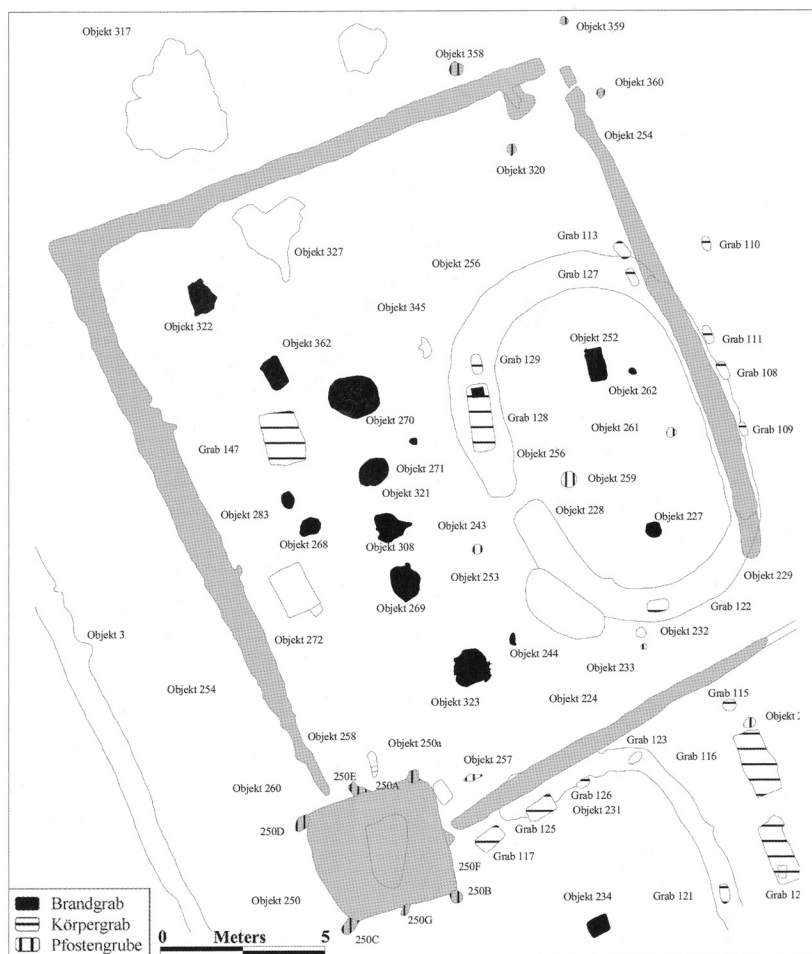 Objekt 317
Objekt 359
Objekt 358
Objekt 360
Objekt 254
Objekt 320
Grab 113
Grab 110
Objekt 327
Objekt 256
Grab 127
Objekt 345
Objekt 322
Objekt 362
Objekt 252
Grab 111
Grab 129
Grab 108
Objekt 262
Objekt 270
Grab 128
Objekt 261
Grab 109
Grab 147
Objekt 256
Objekt 271
Objekt 259
Objekt 321
Objekt 283
Objekt 228
Objekt 227
Objekt 243
Objekt 268
Objekt 308
Objekt 253
Objekt 229
Objekt 269
Grab 122
Objekt 3
Objekt 272
Objekt 232
Objekt 244
Objekt 233
Objekt 254
Objekt 323
Objekt 224
Grab 115
Objekt 2
Objekt 258
Objekt 250a
Grab 123
Grab 116
Objekt 257
250E
250A
Objekt 260
Grab 126
Objekt 231
250D
Grab 125
Grab 117
250F
Objekt 250
250B
Objekt 234
Grab 121
Grab 12
250G
250C
Brandgrab
Körpergrab
Pfostengrube
0 Meters 5